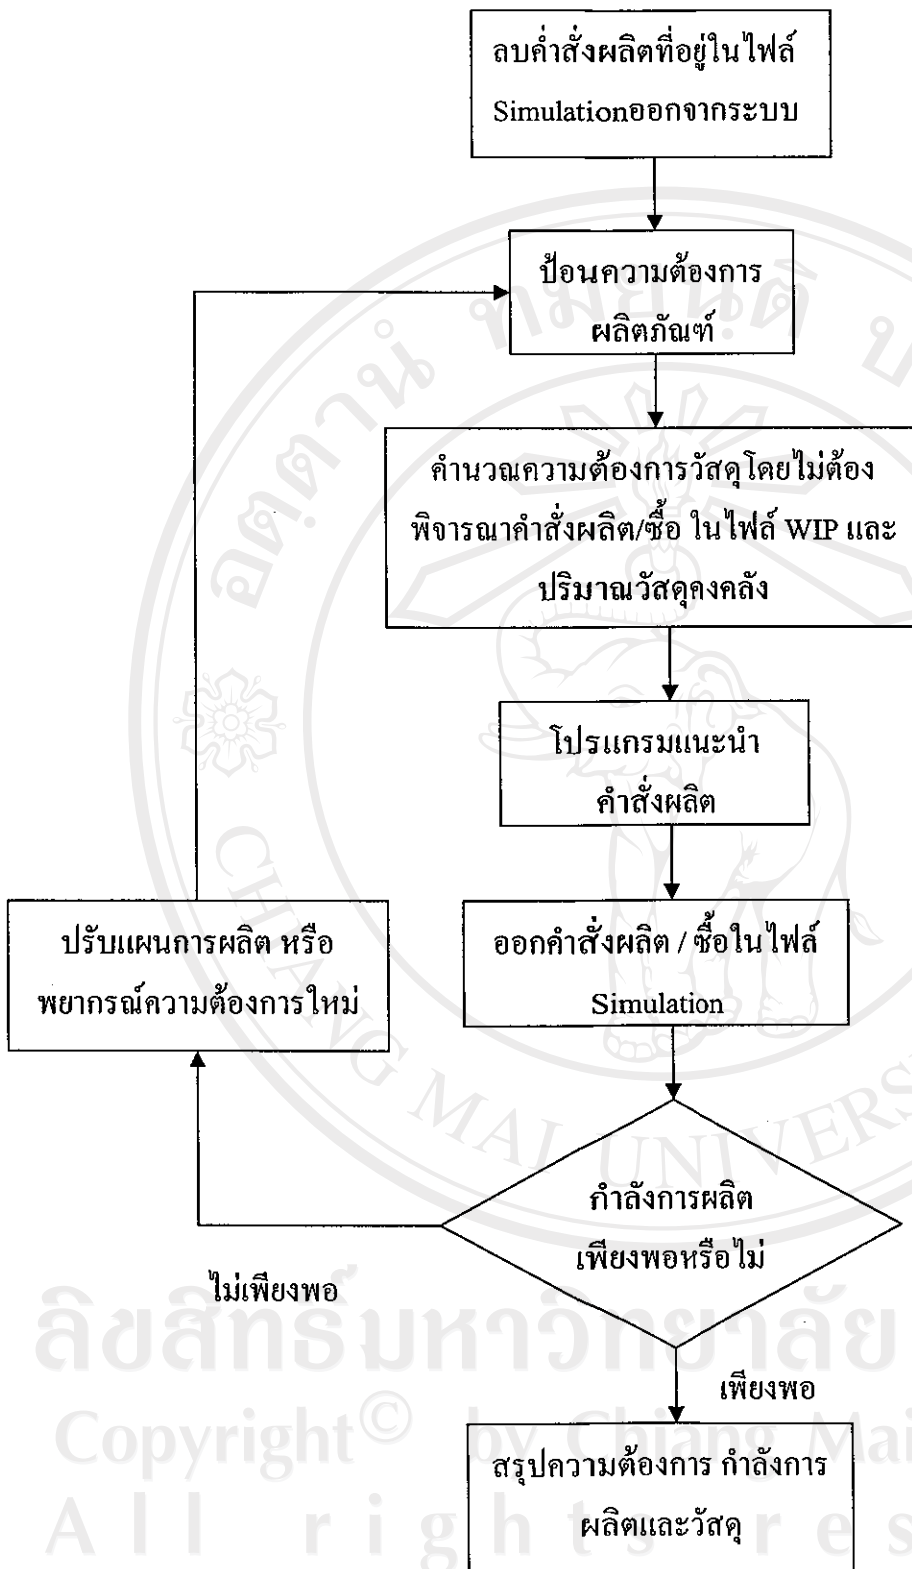 ลบคำสั่งผลิตที่อยู่ในไฟล์
Simulationออกจากระบบ
ป้อนความต้องการ
ผลิตภัณฑ์
คำนวณความต้องการวัสดุโดยไม่ต้อง
พิจารณาคำสั่งผลิต/ซื้อ ในไฟล์ WIP และ
ปริมาณวัสดุคงคลัง
โปรแกรมแนะนำ
คำสั่งผลิต
ปรับแผนการผลิต หรือ
พยากรณ์ความต้องการใหม่
ออกคำสั่งผลิต / ซื้อในไฟล์
Simulation
กำลังการผลิต
เพียงพอหรือไม่
ไม่เพียงพอ
เพียงพอ
สรุปความต้องการ กำลังการ
ผลิตและวัสดุ
อตฺตานํ ทมยนฺติ ป
CHIANG MAI UNIVERS
ลิขสิทธิ์มหาวิทยาลัย
Copyright© by Chiang Mai
All rights res